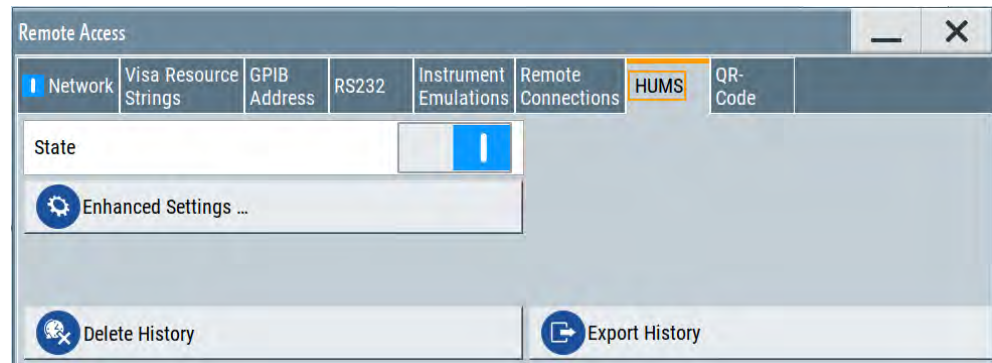 Remote Access
Network
Visa Resource
Strings
GPIB
Address
RS232
Instrument
Emulations
Remote
Connections
HUMS
QR-
Code
State
Enhanced Settings ...
Delete History
Export History